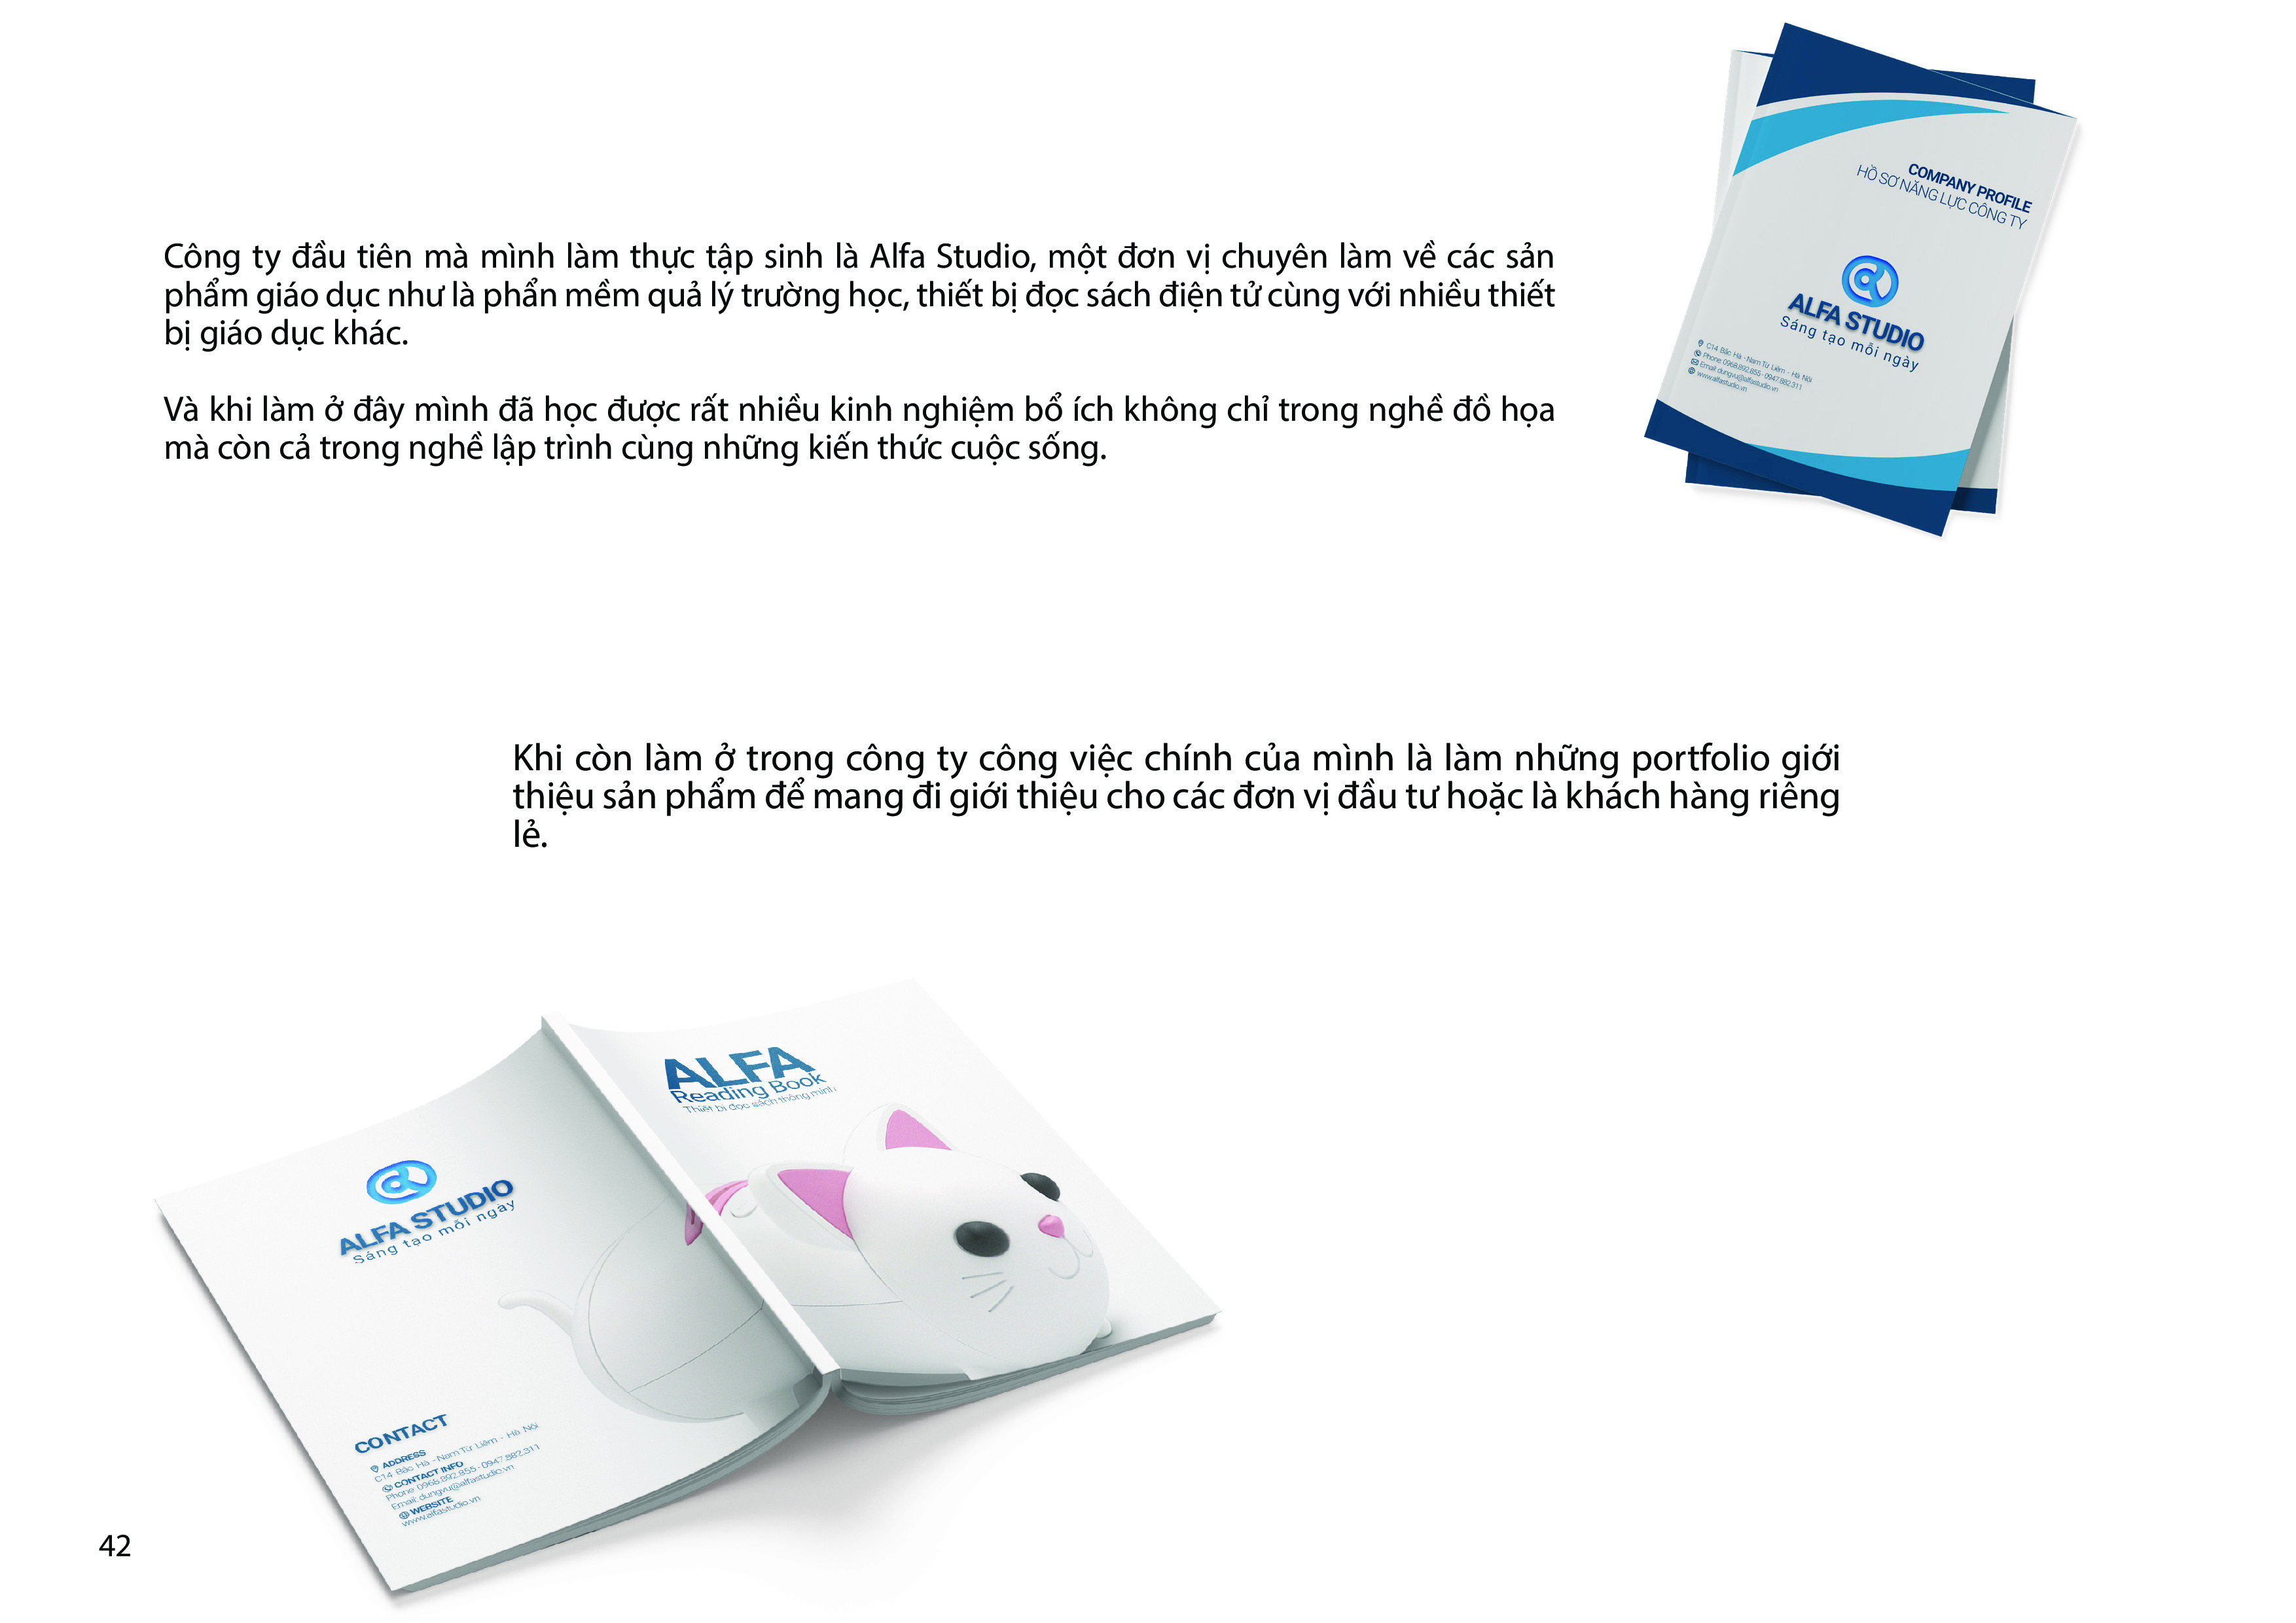 COMPANY PROFILE
HỒ SƠ NĂNG LỰC CÔNG TY
ALFA STUDIO
Sáng tạo mỗi ngày
C14 Bắc Hà - Nam Từ Liêm - Hà Nội
Phone: 0968.892.855 - 0947.882.311
Email: dungvu@alfastudio.vn
www.alfastudio.vn
Công ty đầu tiên mà mình làm thực tập sinh là Alfa Studio, một đơn vị chuyên làm về các sản
phẩm giáo dục như là phẩn mềm quả lý trường học, thiết bị đọc sách điện tử cùng với nhiều thiết
bị giáo dục khác.
Và khi làm ở đây mình đã học được rất nhiều kinh nghiệm bổ ích không chỉ trong nghề đồ họa
mà còn cả trong nghề lập trình cùng những kiến thức cuộc sống.
Khi còn làm ở trong công ty công việc chính của mình là làm những portfolio giới
thiệu sản phẩm để mang đi giới thiệu cho các đơn vị đầu tư hoặc là khách hàng riêng
lẻ.
ALFA
Reading Book
Thiết bị đọc sách thông minh
ALFA STUDIO
Sáng tạo mỗi ngày
CONTACT
ADDRESS
C14 Bắc Hà - Nam Từ Liêm - Hà Nội
CONTACT INFO
Phone: 0968.892.855 - 0947.882.311
Email: dungvu@alfastudio.vn
WEBSITE
www.alfastudio.vn
42